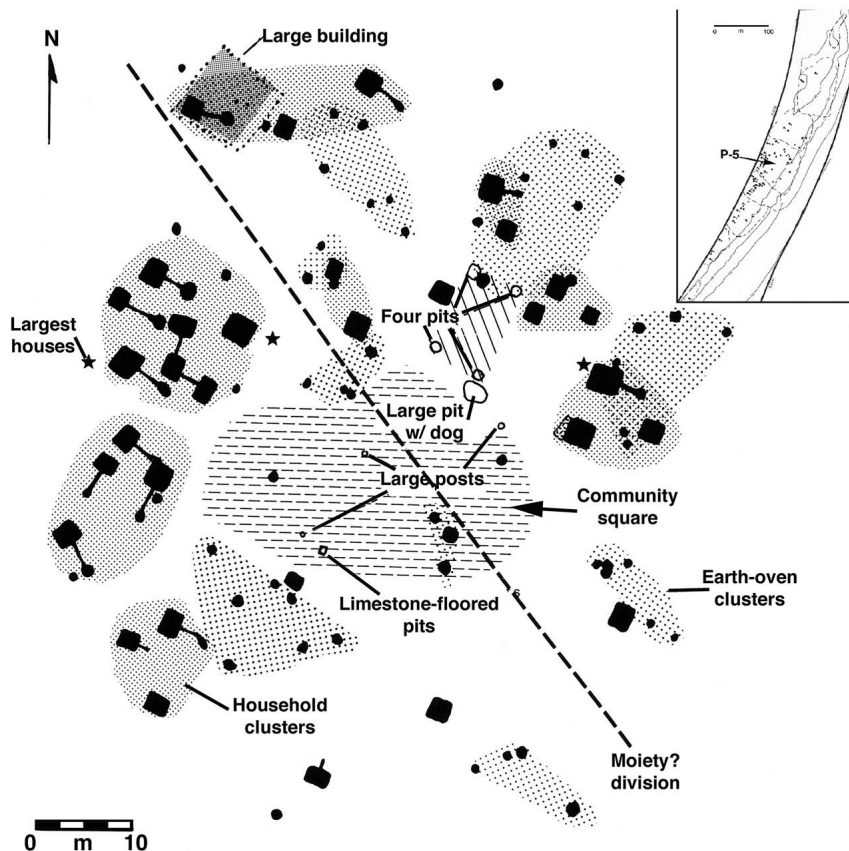 N
Large building
m
100
P-5
Largest
houses
Four pits
Large pit
w/ dog
Large posts
Community
square
Limestone-floored
pits
Earth-oven
clusters
Household
clusters
Moiety?
division
0 m 10